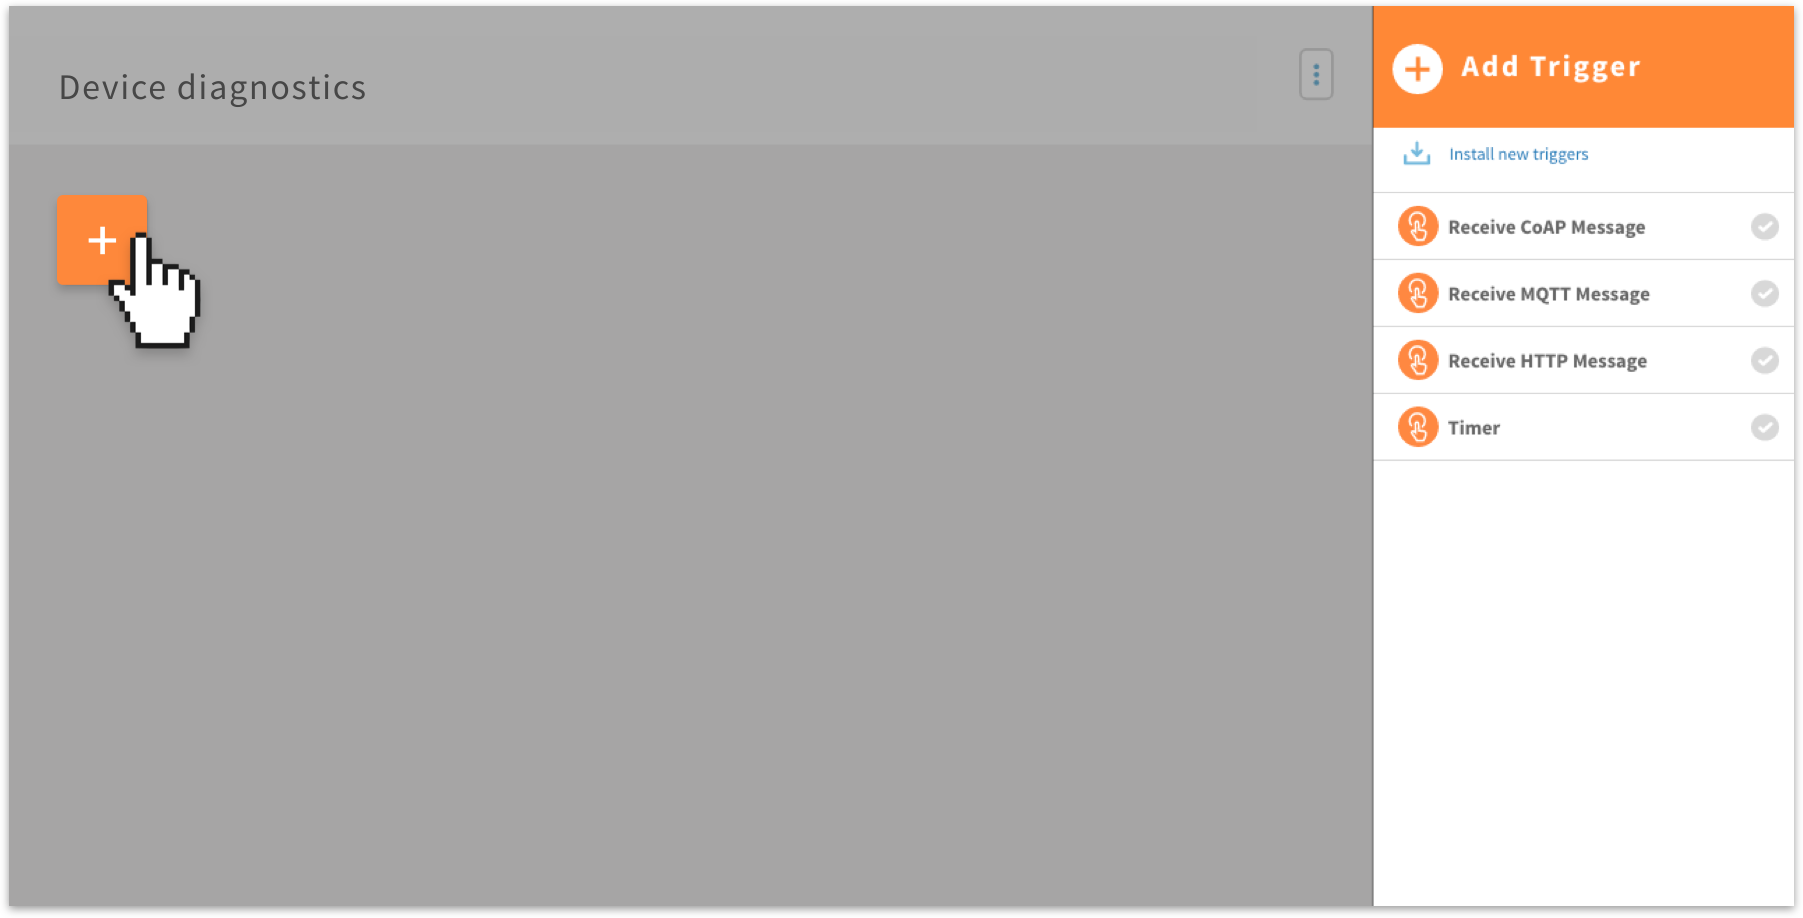 Device diagnostics
Add Trigger
Install new triggers
Receive CoAP Message
Receive MQTT Message
Receive HTTP Message
Timer